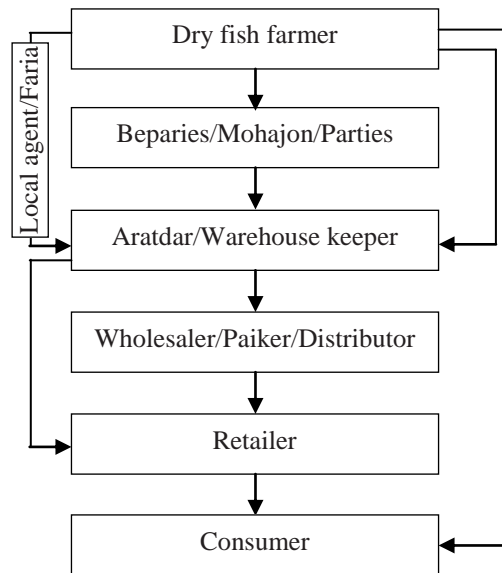 Dry fish farmer
Local agent/Faria
Beparies/Mohajon/Parties
Aratdar/Warehouse keeper
Wholesaler/Paiker/Distributor
Retailer
Consumer